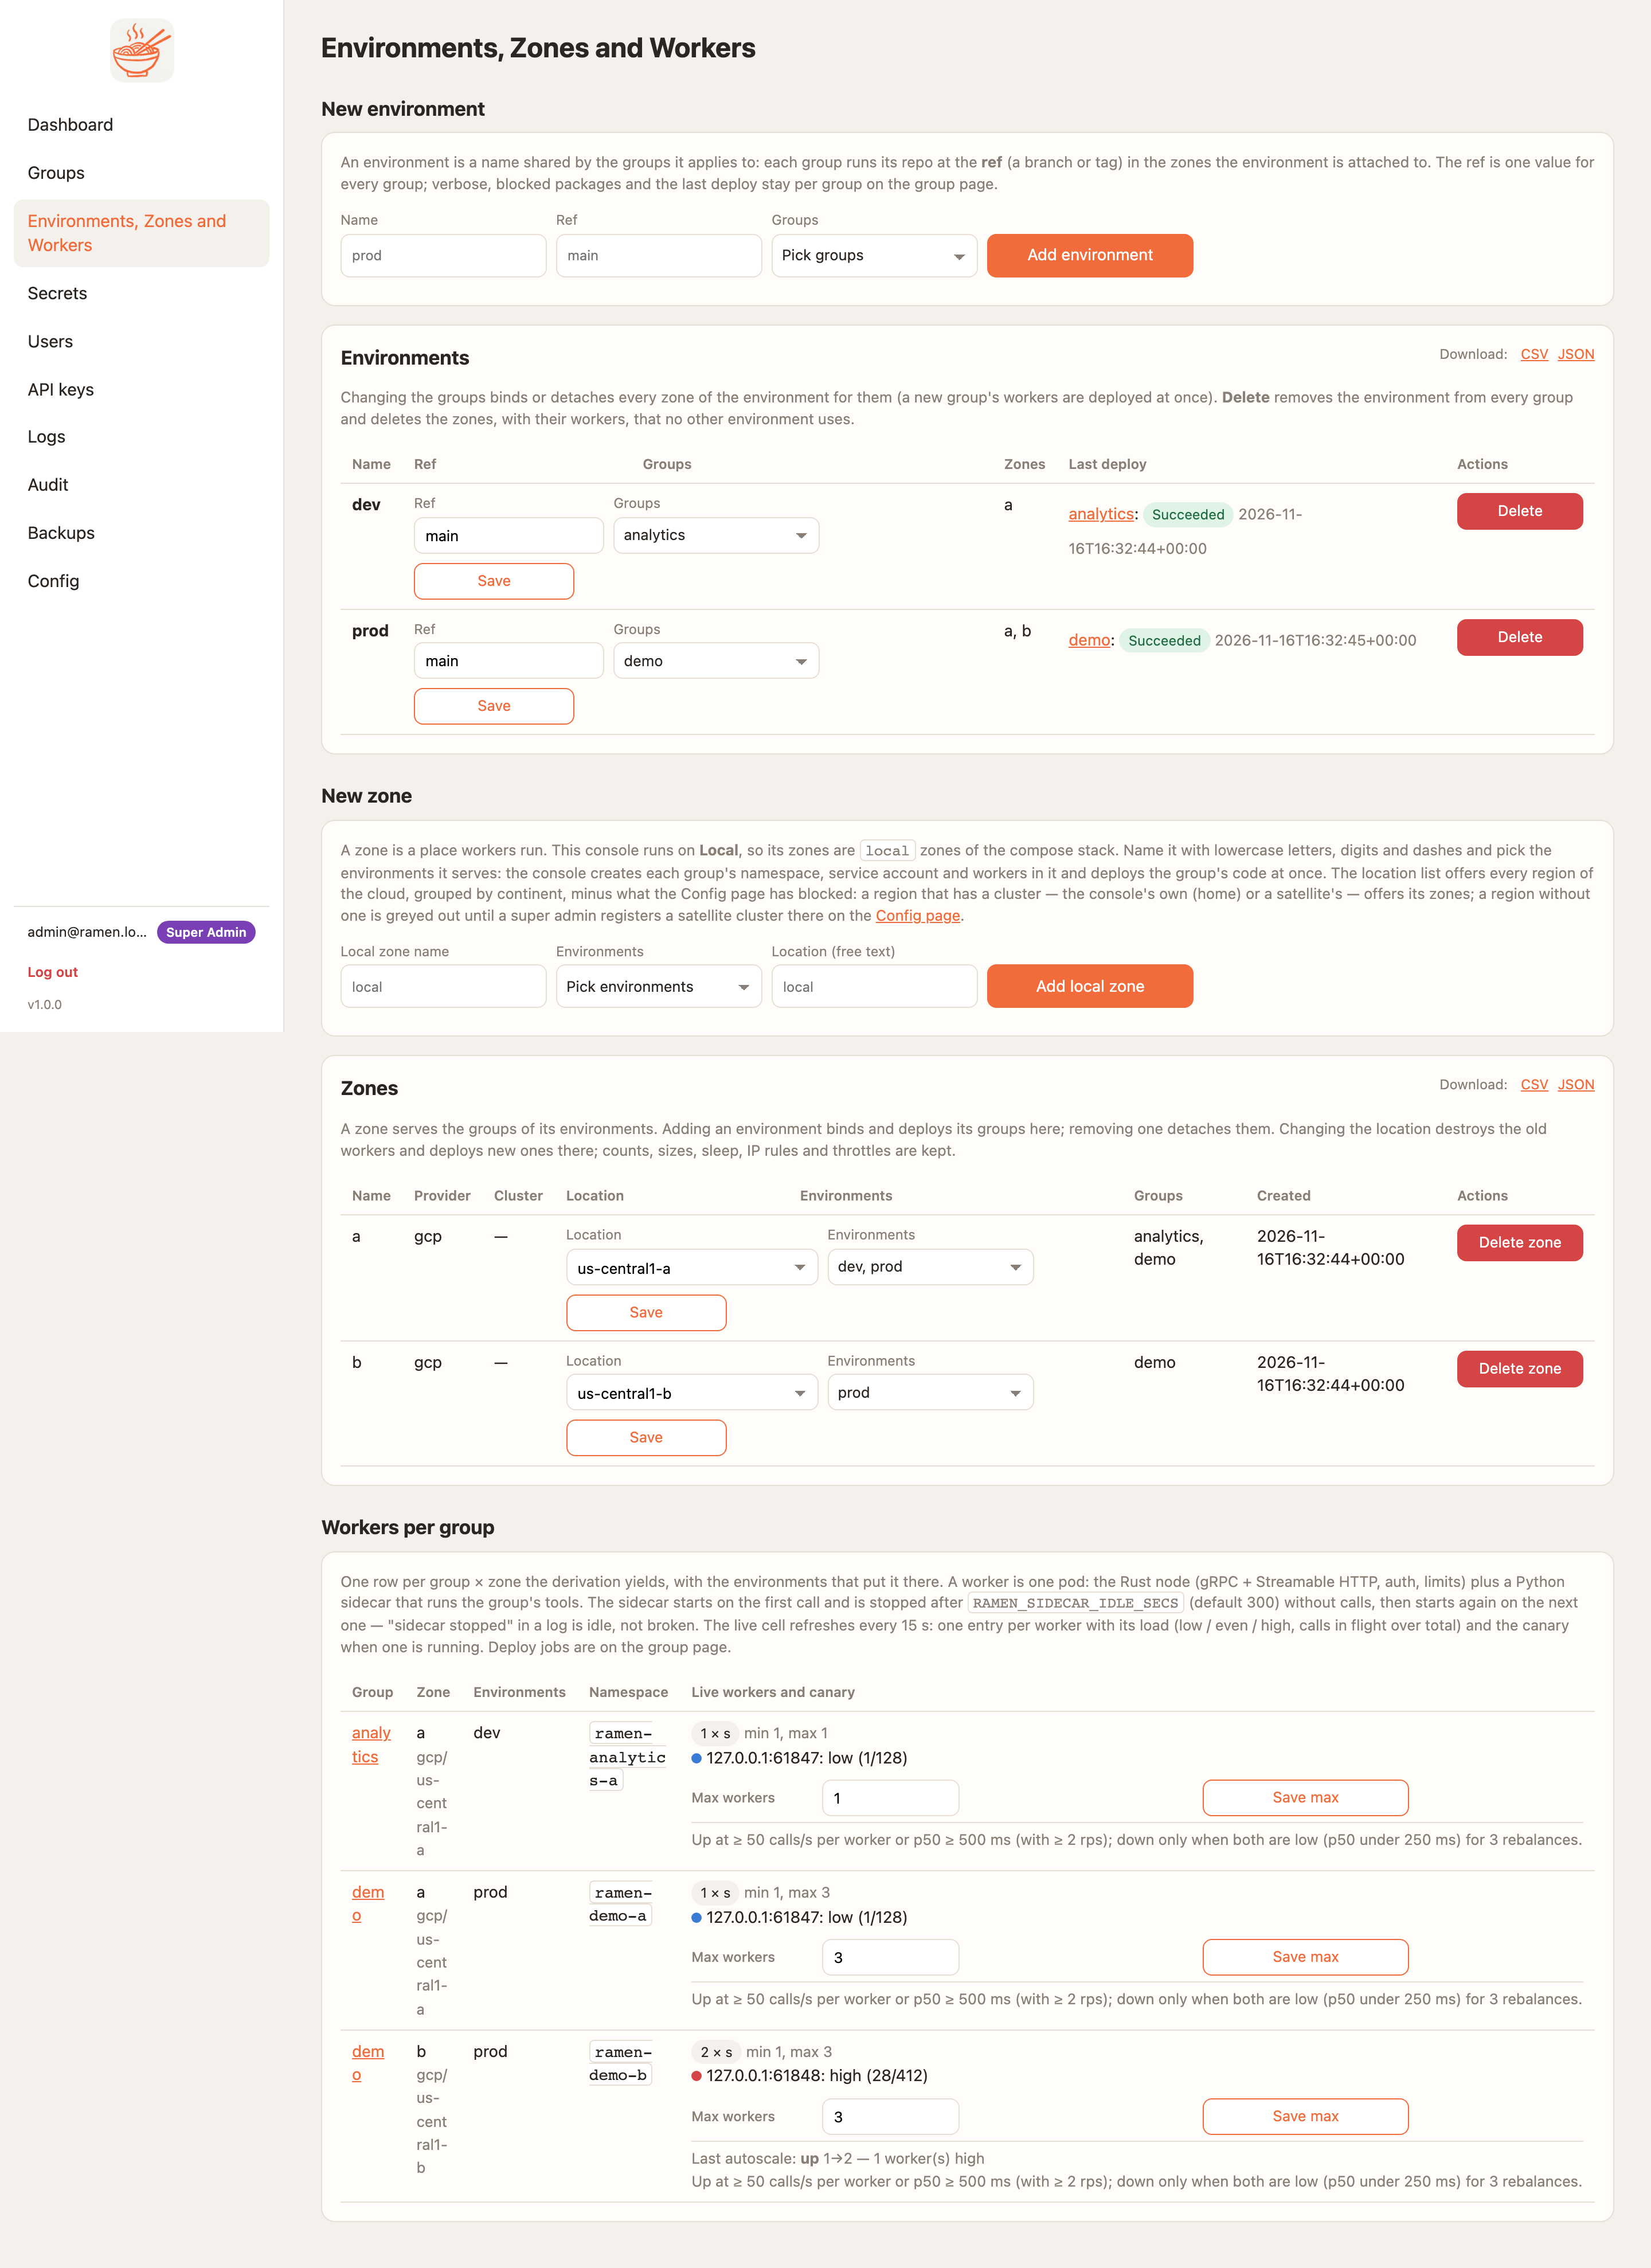 Dashboard
Groups
Environments, Zones and
Workers
Secrets
Users
API keys
Logs
Audit
Backups
Config
admin@ramen.lo... Super Admin
Log out
v1.0.0
Environments, Zones and Workers
New environment
An environment is a name shared by the groups it applies to: each group runs its repo at the ref (a branch or tag) in the zones the environment is attached to. The ref is one value for
every group; verbose, blocked packages and the last deploy stay per group on the group page.
Name Ref Groups
prod main Pick groups Add environment
Environments Download: CSV JSON
Changing the groups binds or detaches every zone of the environment for them (a new group's workers are deployed at once). Delete removes the environment from every group
and deletes the zones, with their workers, that no other environment uses.
Name Ref Groups Zones Last deploy Actions
dev Ref Groups a analytics: Succeeded 2026-11- Delete
main analytics 16T16:32:44+00:00
Save
prod Ref Groups a, b demo: Succeeded 2026-11-16T16:32:45+00:00 Delete
main demo
Save
New zone
A zone is a place workers run. This console runs on Local, so its zones are local zones of the compose stack. Name it with lowercase letters, digits and dashes and pick the
environments it serves: the console creates each group's namespace, service account and workers in it and deploys the group's code at once. The location list offers every region of
the cloud, grouped by continent, minus what the Config page has blocked: a region that has a cluster — the console's own (home) or a satellite's — offers its zones; a region without
one is greyed out until a super admin registers a satellite cluster there on the Config page.
Local zone name Environments Location (free text)
local Pick environments local Add local zone
Zones Download: CSV JSON
A zone serves the groups of its environments. Adding an environment binds and deploys its groups here; removing one detaches them. Changing the location destroys the old
workers and deploys new ones there; counts, sizes, sleep, IP rules and throttles are kept.
Name Provider Cluster Location Environments Groups Created Actions
a gcp — Location Environments analytics, 2026-11- Delete zone
us-central1-a dev, prod demo 16T16:32:44+00:00
Save
b gcp — Location Environments demo 2026-11- Delete zone
us-central1-b prod 16T16:32:44+00:00
Save
Workers per group
One row per group × zone the derivation yields, with the environments that put it there. A worker is one pod: the Rust node (gRPC + Streamable HTTP, auth, limits) plus a Python
sidecar that runs the group's tools. The sidecar starts on the first call and is stopped after RAMEN_SIDECAR_IDLE_SECS (default 300) without calls, then starts again on the next
one — "sidecar stopped" in a log is idle, not broken. The live cell refreshes every 15 s: one entry per worker with its load (low / even / high, calls in flight over total) and the canary
when one is running. Deploy jobs are on the group page.
Group Zone Environments Namespace Live workers and canary
analy a dev ramen- 1 × s min 1, max 1
tics gcp/ analytic 127.0.0.1:61847: low (1/128)
us- s-a
cent Max workers 1 Save max
ral1- Up at ≥ 50 calls/s per worker or p50 ≥ 500 ms (with ≥ 2 rps); down only when both are low (p50 under 250 ms) for 3 rebalances.
a
dem a prod ramen- 1 × s min 1, max 3
o gcp/ demo-a 127.0.0.1:61847: low (1/128)
us-
cent Max workers 3 Save max
ral1- Up at ≥ 50 calls/s per worker or p50 ≥ 500 ms (with ≥ 2 rps); down only when both are low (p50 under 250 ms) for 3 rebalances.
a
dem b prod ramen- 2 × s min 1, max 3
o gcp/ demo-b 127.0.0.1:61848: high (28/412)
us-
cent Max workers 3 Save max
ral1- Last autoscale: up 1→2 — 1 worker(s) high
b Up at ≥ 50 calls/s per worker or p50 ≥ 500 ms (with ≥ 2 rps); down only when both are low (p50 under 250 ms) for 3 rebalances.